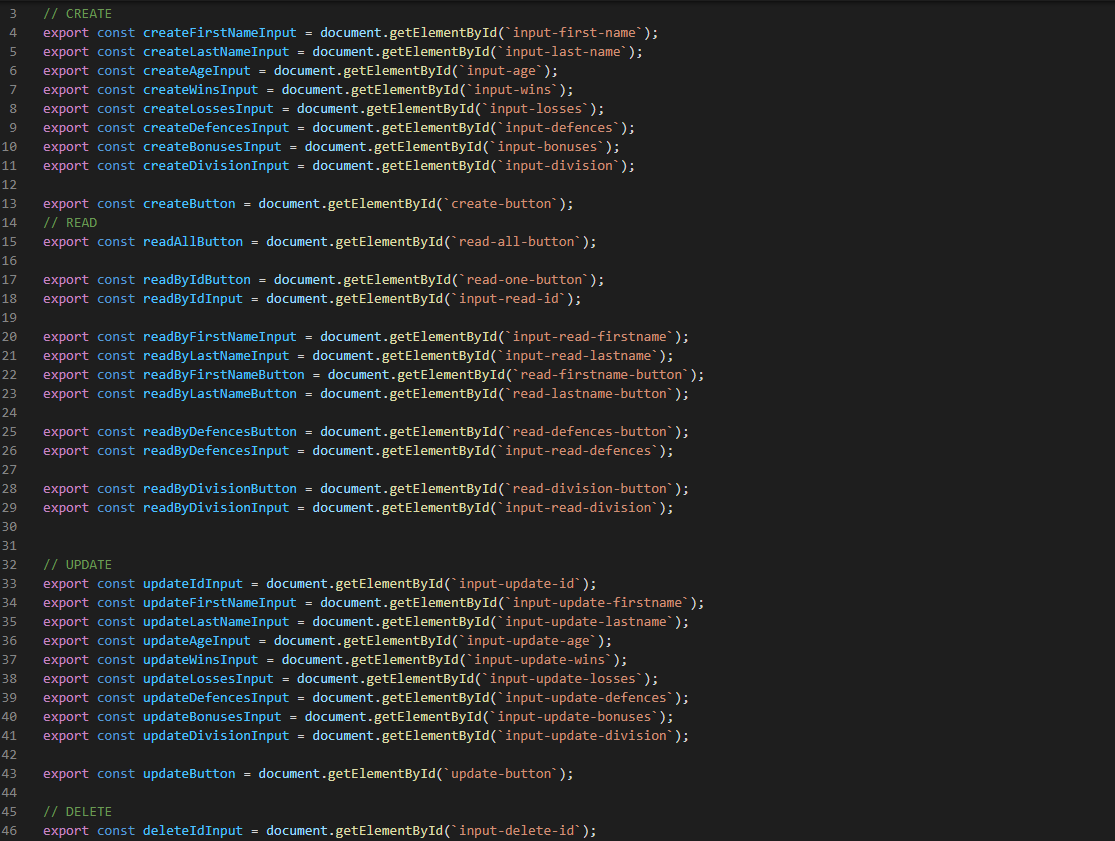 3 // CREATE
4 export const createFirstNameInput = document.getElementById(`input-first-name`);
5 export const createLastNameInput = document.getElementById(`input-last-name`);
6 export const createAgeInput = document.getElementById(`input-age`);
7 export const createWinsInput = document.getElementById(`input-wins`);
8 export const createLossesInput = document.getElementById(`input-losses`);
9 export const createDefencesInput = document.getElementById(`input-defences`);
10 export const createBonusesInput = document.getElementById(`input-bonuses`);
11 export const createDivisionInput = document.getElementById(`input-division`);
12
13 export const createButton = document.getElementById(`create-button`);
14 // READ
15 export const readAllButton = document.getElementById(`read-all-button`);
16
17 export const readByIdButton = document.getElementById(`read-one-button`);
18 export const readByIdInput = document.getElementById(`input-read-id`);
19
20 export const readByFirstNameInput = document.getElementById(`input-read-firstname`);
21 export const readByLastNameInput = document.getElementById(`input-read-lastname`);
22 export const readByFirstNameButton = document.getElementById(`read-firstname-button`);
23 export const readByLastNameButton = document.getElementById(`read-lastname-button`);
24
25 export const readByDefencesButton = document.getElementById(`read-defences-button`);
26 export const readByDefencesInput = document.getElementById(`input-read-defences`);
27
28 export const readByDivisionButton = document.getElementById(`read-division-button`);
29 export const readByDivisionInput = document.getElementById(`input-read-division`);
30
31
32 // UPDATE
33 export const updateIdInput = document.getElementById(`input-update-id`);
34 export const updateFirstNameInput = document.getElementById(`input-update-firstname`);
35 export const updateLastNameInput = document.getElementById(`input-update-lastname`);
36 export const updateAgeInput = document.getElementById(`input-update-age`);
37 export const updateWinsInput = document.getElementById(`input-update-wins`);
38 export const updateLossesInput = document.getElementById(`input-update-losses`);
39 export const updateDefencesInput = document.getElementById(`input-update-defences`);
40 export const updateBonusesInput = document.getElementById(`input-update-bonuses`);
41 export const updateDivisionInput = document.getElementById(`input-update-division`);
42
43 export const updateButton = document.getElementById(`update-button`);
44
45 // DELETE
46 export const deleteIdInput = document.getElementById(`input-delete-id`);